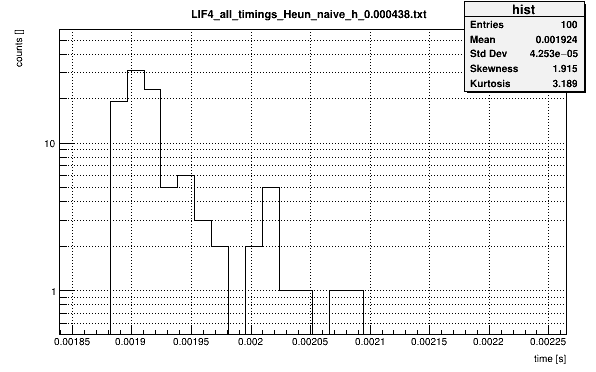 LIF4_all_timings_Heun_naive_h_0.000438.txt
hist
Entries 100
Mean 0.001924
Std Dev 4.253e−05
Skewness 1.915
Kurtosis 3.189
counts []
10
1
0.00185 0.0019 0.00195 0.002 0.00205 0.0021 0.00215 0.0022 0.00225
time [s]